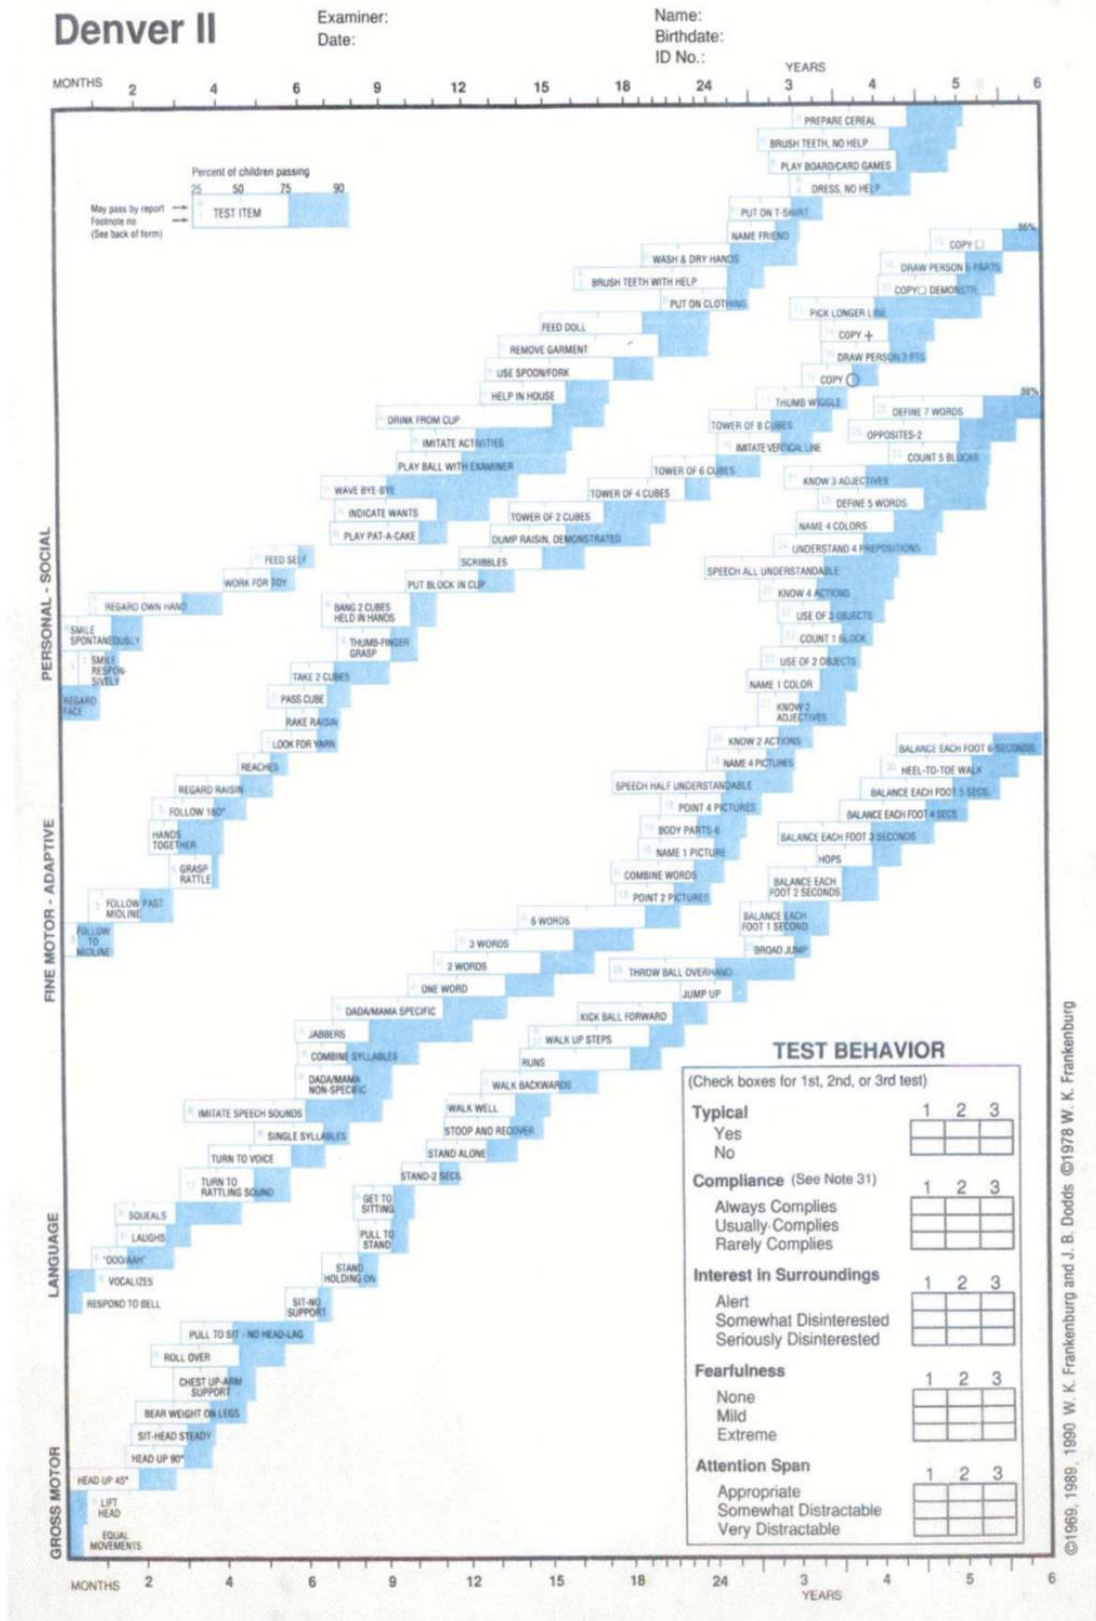 Denver II
Examiner:
Date:
Name:
Birthdate:
ID No.:
MONTHS 2 4 6 9 12 15 18 24 YEARS 3 4 5 6
Percent of children passing
25 50 75 90
May pass by report
Footnote no
(See back of form)
TEST ITEM
PERSONAL - SOCIAL
PREPARE CEREAL
BRUSH TEETH, NO HELP
PLAY BOARD/CARD GAMES
DRESS, NO HELP
PUT ON T-SHIRT
NAME FRIEND
WASH & DRY HANDS
BRUSH TEETH WITH HELP
PUT ON CLOTHING
FEED DOLL
REMOVE GARMENT
USE SPOON/FORK
HELP IN HOUSE
DRINK FROM CUP
IMITATE ACTIVITIES
PLAY BALL WITH EXAMINER
WAVE BYE-BYE
INDICATE WANTS
PLAY PAT-A-CAKE
FEED SELF
WORK FOR TOY
REGARD OWN HAND
SMILE
SPONTANEOUSLY
SMILE
RESPON-
SIVELY
REGARD
FACE
FINE MOTOR - ADAPTIVE
COPY □
DRAW PERSON 6 PARTS
COPY □ DEMONSTR.
PICK LONGER LINE
COPY +
DRAW PERSON 3 PTS
COPY ○
THUMB WIGGLE
TOWER OF 8 CUBES
IMITATE VERTICAL LINE
TOWER OF 6 CUBES
TOWER OF 4 CUBES
TOWER OF 2 CUBES
DUMP RAISIN, DEMONSTRATED
SCRIBBLES
PUT BLOCK IN CUP
BANG 2 CUBES
HELD IN HANDS
THUMB-FINGER
GRASP
TAKE 2 CUBES
PASS CUBE
RAKE RAISIN
LOOK FOR YARN
REACHES
REGARD RAISIN
FOLLOW 180°
HANDS
TOGETHER
GRASP
RATTLE
FOLLOW PAST
MIDLINE
FOLLOW
TO
MIDLINE
LANGUAGE
88%
DEFINE 7 WORDS
OPPOSITES-2
COUNT 5 BLOCKS
KNOW 3 ADJECTIVES
DEFINE 5 WORDS
NAME 4 COLORS
UNDERSTAND 4 PREPOSITIONS
SPEECH ALL UNDERSTANDABLE
KNOW 4 ACTIONS
USE OF 3 OBJECTS
COUNT 1 BLOCK
USE OF 2 OBJECTS
NAME 1 COLOR
KNOW 2
ADJECTIVES
KNOW 2 ACTIONS
NAME 4 PICTURES
SPEECH HALF UNDERSTANDABLE
POINT 4 PICTURES
BODY PARTS-6
NAME 1 PICTURE
COMBINE WORDS
POINT 2 PICTURES
6 WORDS
3 WORDS
2 WORDS
ONE WORD
DADA/MAMA SPECIFIC
JABBERS
COMBINE SYLLABLES
DADA/MAMA
NON-SPECIFIC
IMITATE SPEECH SOUNDS
SINGLE SYLLABLES
TURN TO VOICE
TURN TO
RATTLING SOUND
SQUEALS
LAUGHS
"OOO/AAH"
VOCALIZES
RESPOND TO BELL
GROSS MOTOR
BALANCE EACH FOOT 6 SECONDS
HEEL-TO-TOE WALK
BALANCE EACH FOOT 5 SECS.
BALANCE EACH FOOT 4 SECS.
BALANCE EACH FOOT 3 SECONDS
HOPS
BALANCE EACH
FOOT 2 SECONDS
BALANCE EACH
FOOT 1 SECOND
BROAD JUMP
THROW BALL OVERHAND
JUMP UP
KICK BALL FORWARD
WALK UP STEPS
RUNS
WALK BACKWARDS
WALK WELL
STOOP AND RECOVER
STAND ALONE
STAND-2 SECS.
GET TO
SITTING
PULL TO
STAND
STAND
HOLDING ON
SIT-NO
SUPPORT
PULL TO SIT - NO HEAD-LAG
ROLL OVER
CHEST UP-ARM
SUPPORT
BEAR WEIGHT ON LEGS
SIT-HEAD STEADY
HEAD UP 90°
HEAD UP 45°
LIFT
HEAD
EQUAL
MOVEMENTS
TEST BEHAVIOR
(Check boxes for 1st, 2nd, or 3rd test)
Typical 1 2 3
Yes
No
Compliance (See Note 31) 1 2 3
Always Complies
Usually Complies
Rarely Complies
Interest in Surroundings 1 2 3
Alert
Somewhat Disinterested
Seriously Disinterested
Fearfulness 1 2 3
None
Mild
Extreme
Attention Span 1 2 3
Appropriate
Somewhat Distractable
Very Distractable
MONTHS 2 4 6 9 12 15 18 24 3 YEARS 4 5 6
©1969, 1989, 1990 W. K. Frankenburg and J. B. Dodds ©1978 W. K. Frankenburg